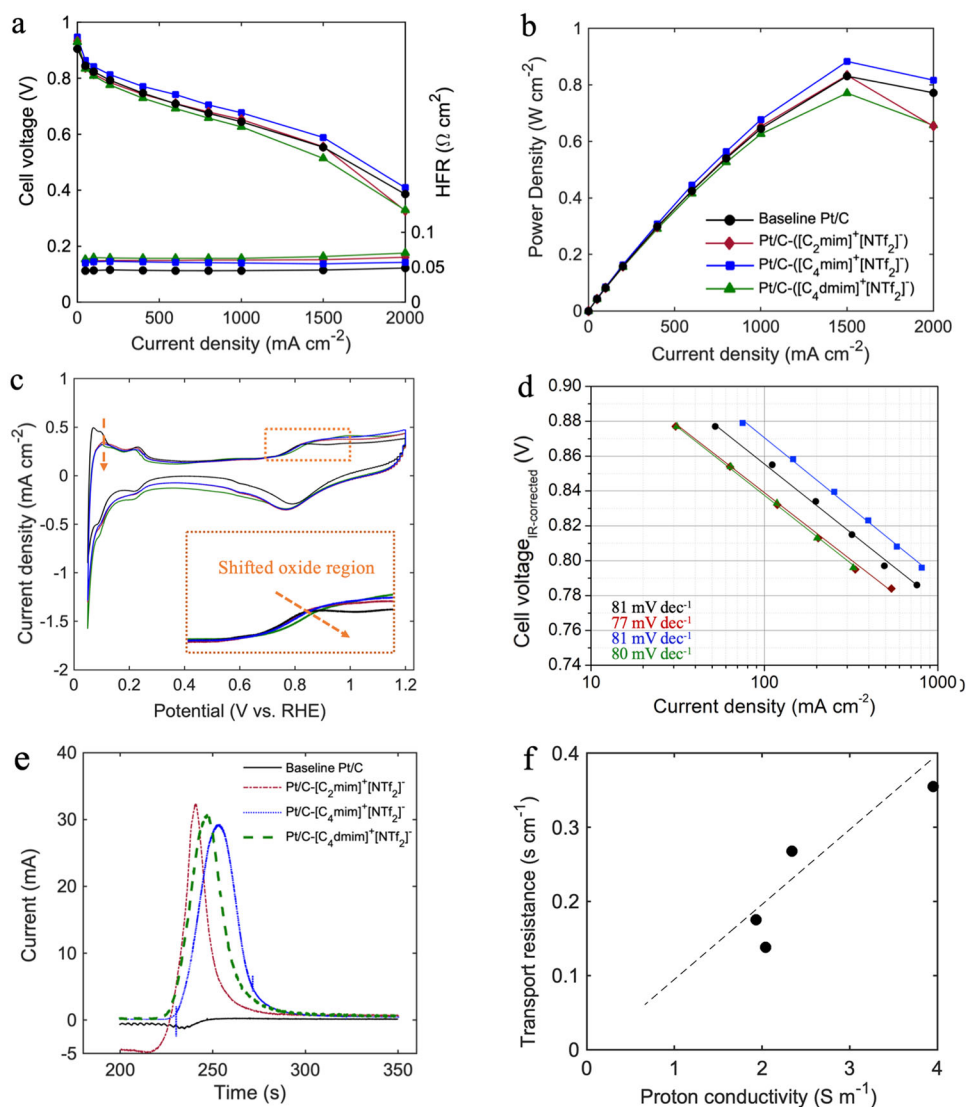 a
1
0.8
0.6
0.4
0.2
0
Cell voltage (V)
0.1
0.05
0
HFR (Ω cm²)
0 400 800 1200 1600 2000
Current density (mA cm⁻²)
b
1
0.8
0.6
0.4
0.2
0
Power Density (W cm⁻²)
Baseline Pt/C
Pt/C-([C₂mim]⁺[NTf₂]⁻)
Pt/C-([C₄mim]⁺[NTf₂]⁻)
Pt/C-([C₄dmim]⁺[NTf₂]⁻)
0 500 1000 1500 2000
Current density (mA cm⁻²)
c
1
0.5
0
-0.5
-1
-1.5
-2
Current density (mA cm⁻²)
Shifted oxide region
0 0.2 0.4 0.6 0.8 1 1.2
Potential (V vs. RHE)
d
0.90
0.88
0.86
0.84
0.82
0.80
0.78
0.76
0.74
Cell voltage_IR-corrected (V)
81 mV dec⁻¹
77 mV dec⁻¹
81 mV dec⁻¹
80 mV dec⁻¹
10 100 1000
Current density (mA cm⁻²)
e
40
30
20
10
0
-5
Current (mA)
Baseline Pt/C
Pt/C-[C₂mim]⁺[NTf₂]⁻
Pt/C-[C₄mim]⁺[NTf₂]⁻
Pt/C-[C₄dmim]⁺[NTf₂]⁻
200 250 300 350
Time (s)
f
0.4
0.3
0.2
0.1
0
Transport resistance (s cm⁻¹)
0 1 2 3 4
Proton conductivity (S m⁻¹)